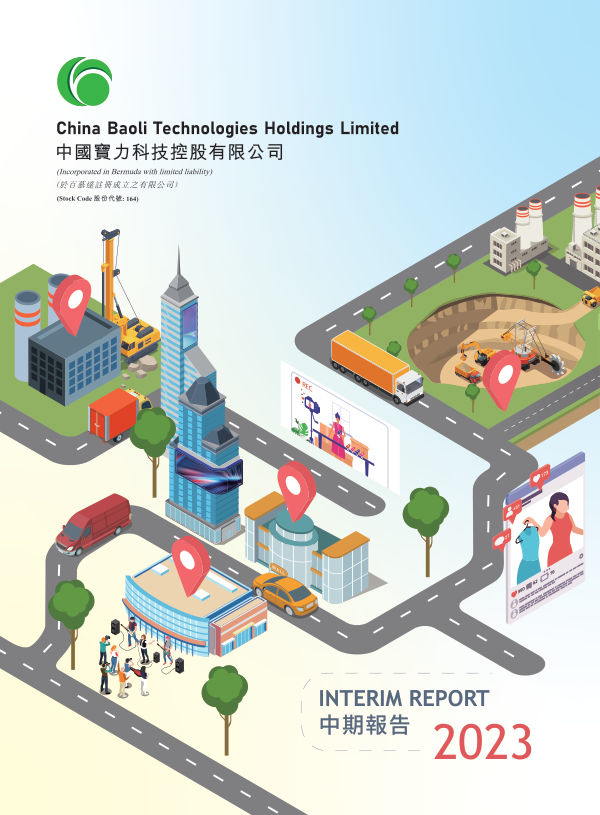 China Baoli Technologies Holdings Limited
中國寶力科技控股有限公司
(Incorporated in Bermuda with limited liability)
(於百慕達註冊成立之有限公司)
(Stock Code 股份代號: 164)
REC
INTERIM REPORT
中期報告
2023